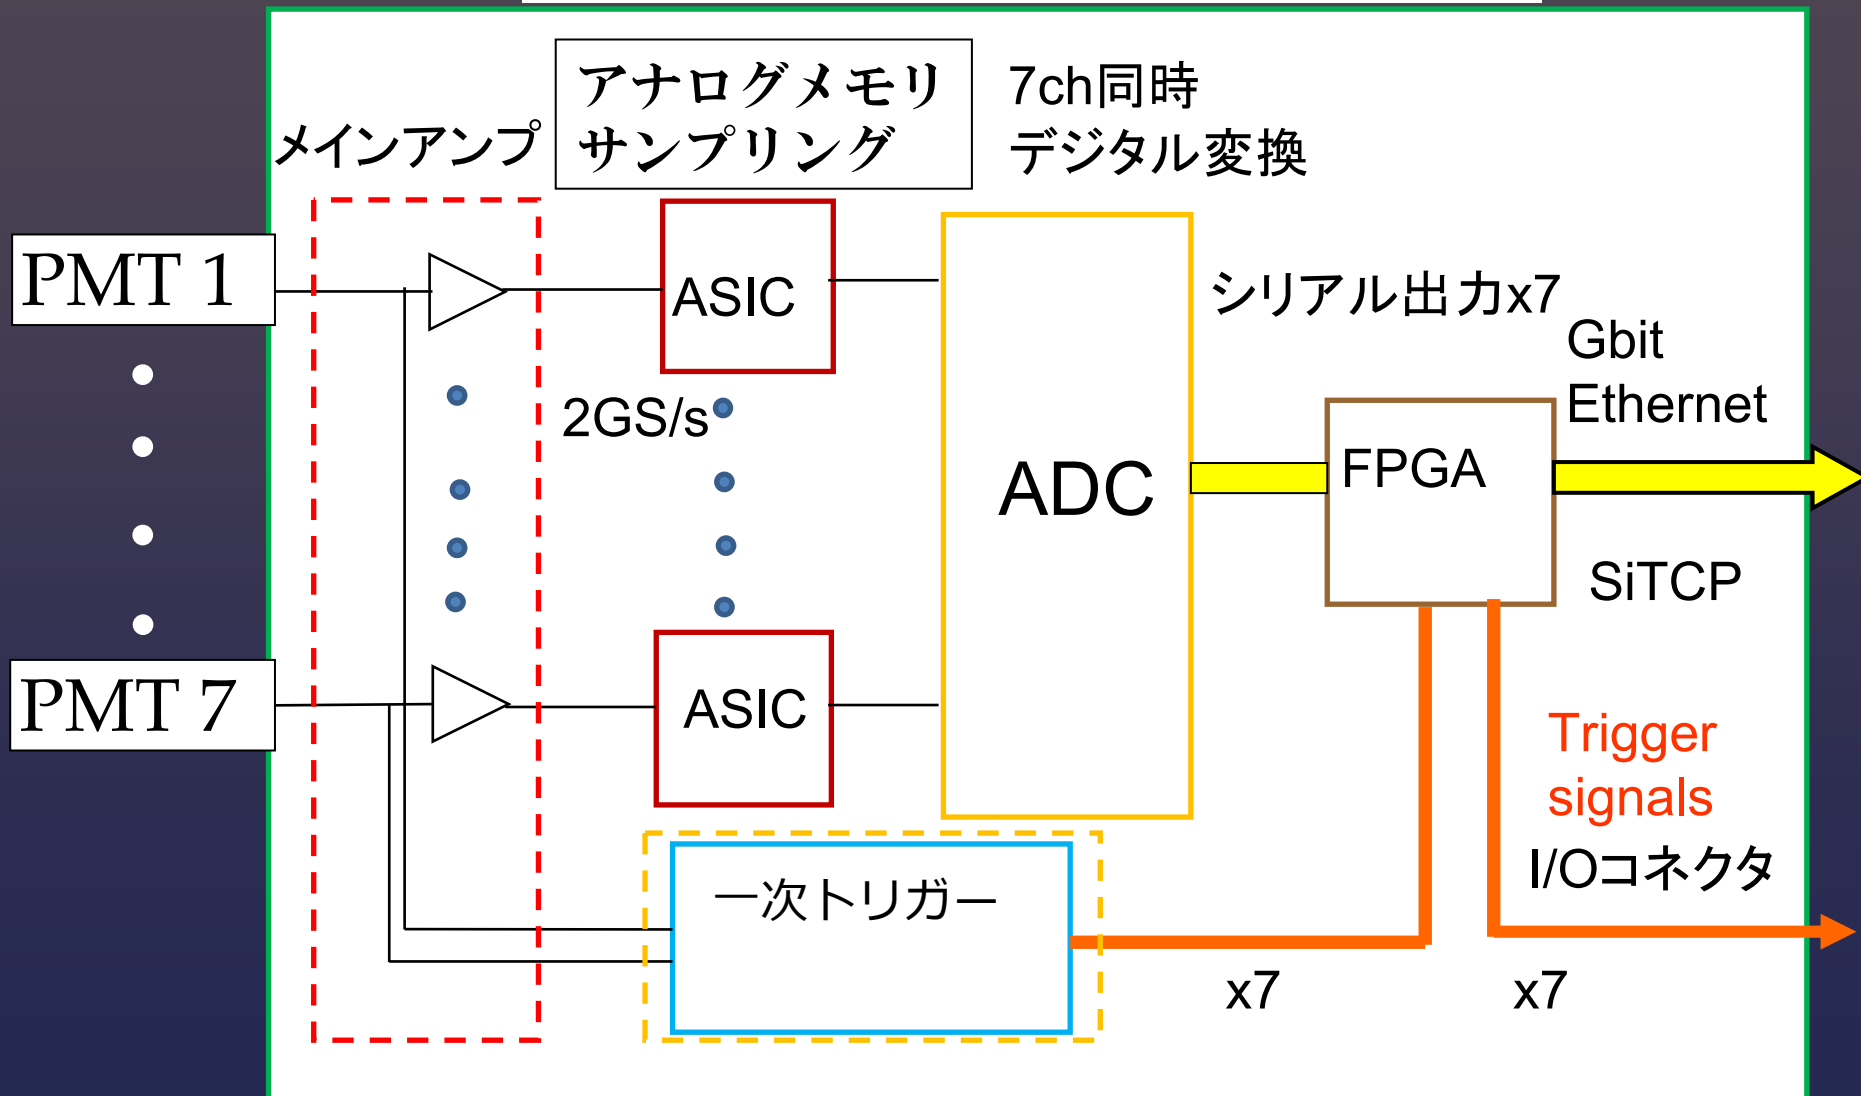 アナログメモリ
サンプリング
7ch同時
デジタル変換
メインアンプ
PMT 1
ASIC
シリアル出力x7
Gbit
Ethernet
2GS/s
ADC
FPGA
SiTCP
PMT 7
ASIC
Trigger
signals
I/Oコネクタ
一次トリガー
x7
x7